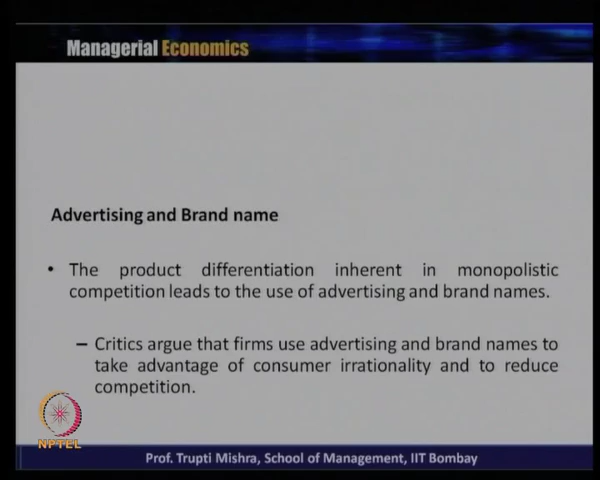 Managerial Economics
Advertising and Brand name
• The product differentiation inherent in monopolistic
competition leads to the use of advertising and brand names.
– Critics argue that firms use advertising and brand names to
take advantage of consumer irrationality and to reduce
competition.
NPTEL
Prof. Trupti Mishra, School of Management, IIT Bombay